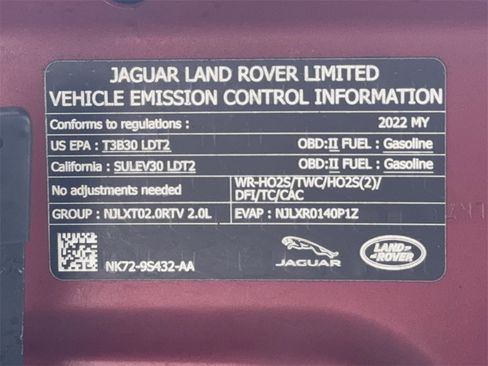 JAGUAR LAND ROVER LIMITED
VEHICLE EMISSION CONTROL INFORMATION
Conforms to regulations : 2022 MY
US EPA : T3B30 LDT2 OBD:II FUEL : Gasoline
California : SULEV30 LDT2 OBD:II FUEL : Gasoline
No adjustments needed
WR-HO2S/TWC/HO2S(2)/
DFI/TC/CAC
GROUP : NJLXT02.0RTV 2.0L EVAP : NJLXR0140P1Z
NK72-9S432-AA
JAGUAR
LAND-
ROVER